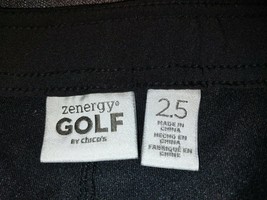 zenergy®
GOLF
BY CHICO'S
2.5
MADE IN
CHINA
HECHO EN
CHINA
FABRIQUÉ EN
CHINE